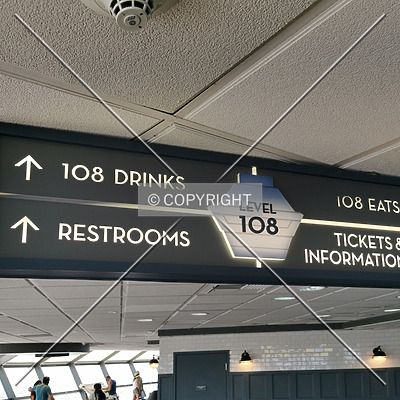 108 DRINKS
RESTROOMS
LEVEL
108
108 EATS
TICKETS &
INFORMATION
© COPYRIGHT